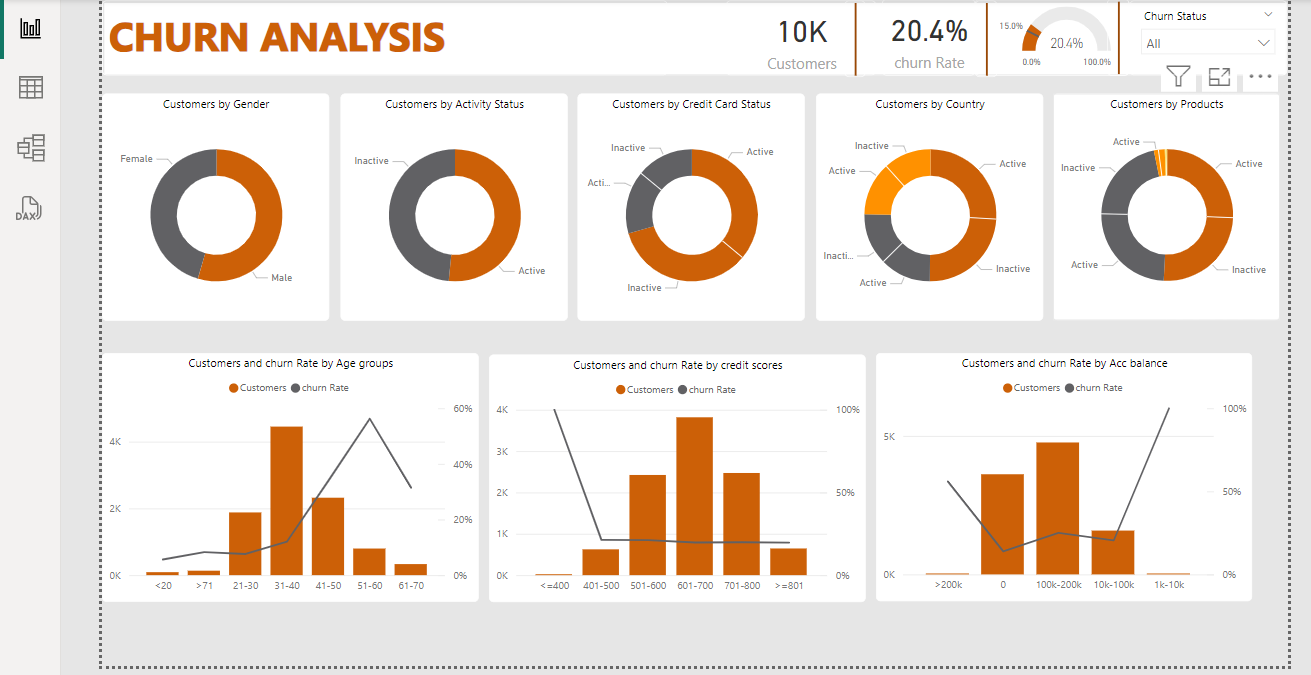 CHURN ANALYSIS
10K
Customers
20.4%
churn Rate
15.0%
20.4%
0.0%
100.0%
Churn Status
All
DAX
Customers by Gender
Female
Male
Customers by Activity Status
Inactive
Active
Customers by Credit Card Status
Inactive
Active
Acti...
Inactive
Customers by Country
Inactive
Active
Active
Inacti...
Active
Inactive
Customers by Products
Active
Inactive
Active
Active
Inactive
Customers and churn Rate by Age groups
Customers churn Rate
60%
4K
40%
2K
20%
0K
0%
<20 >71 21-30 31-40 41-50 51-60 61-70
Customers and churn Rate by credit scores
Customers churn Rate
4K
100%
3K
2K
50%
1K
0K
0%
<=400 401-500 501-600 601-700 701-800 >=801
Customers and churn Rate by Acc balance
Customers churn Rate
100%
5K
50%
0K
0%
>200k 0 100k-200k 10k-100k 1k-10k